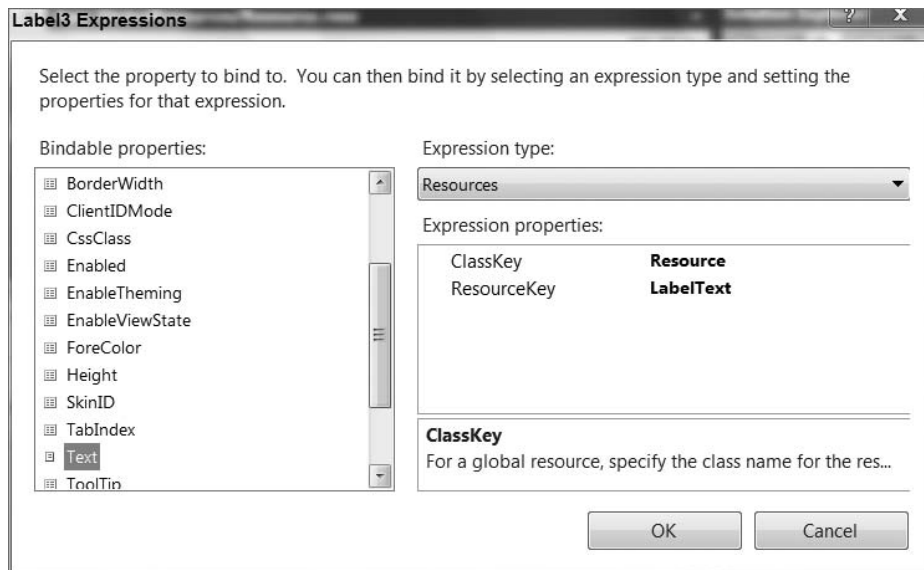 Label3 Expressions
? X
Select the property to bind to. You can then bind it by selecting an expression type and setting the
properties for that expression.
Bindable properties:
BorderWidth
ClientIDMode
CssClass
Enabled
EnableTheming
EnableViewState
ForeColor
Height
SkinID
TabIndex
Text
ToolTip
Expression type:
Resources
Expression properties:
ClassKey Resource
ResourceKey LabelText
ClassKey
For a global resource, specify the class name for the res...
OK Cancel